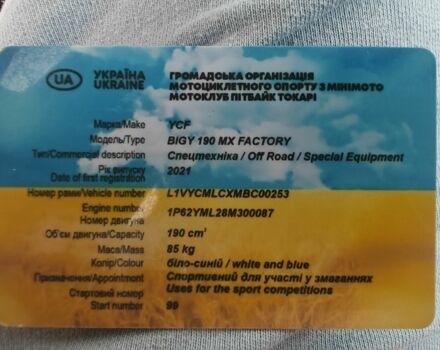 UA УКРАЇНА
UKRAINE
ГРОМАДСЬКА ОРГАНІЗАЦІЯ
МОТОЦИКЛЕТНОГО СПОРТУ З МІНІМОТО
МОТОКЛУБ ПІТБАЙК ТОКАРІ
Марка/Make YCF
Модель/Type BIGY 190 MX FACTORY
Тип/Commercial description Спецтехніка / Off Road / Special Equipment
Рік випуску 2021
Date of first registration
Номер рами/Vehicle number L1VYCMLCXMBC00253
Engine number 1P62YML28M300087
Номер двигуна
Об'єм двигуна/Capacity 190 cm³
Маса/Mass 85 kg
Колір/Colour біло-синій / white and blue
Призначення/Appointment Спортивний для участі у змаганнях
Uses for the sport competitions
Стартовий номер
Start number 99